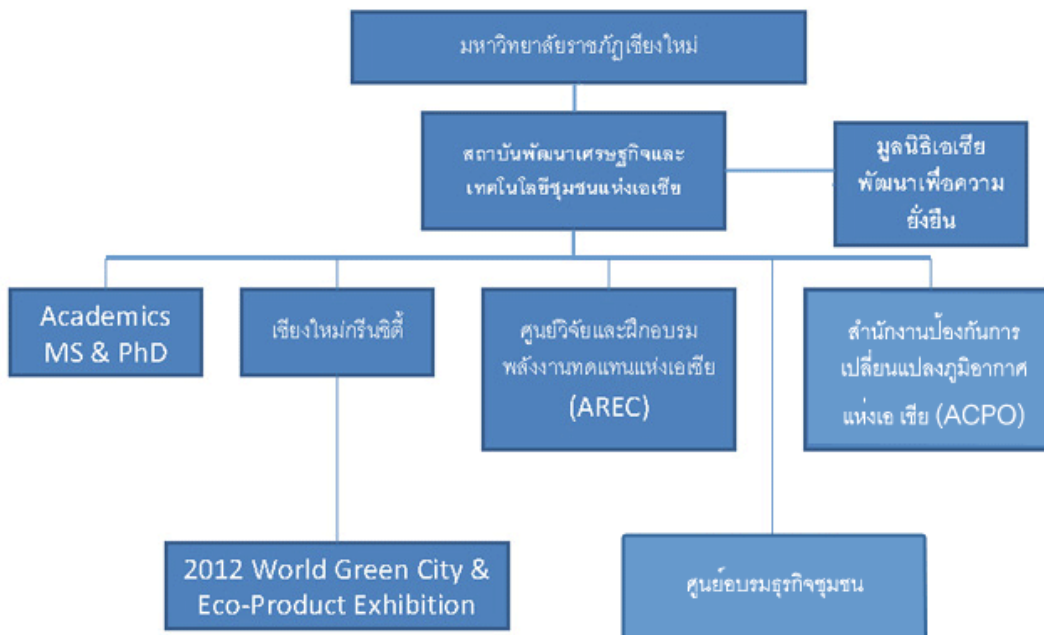 มหาวิทยาลัยราชภัฏเชียงใหม่
สถาบันพัฒนาเศรษฐกิจและ
เทคโนโลยีชุมชนแห่งเอเชีย
มูลนิธิเอเชีย
พัฒนาเพื่อความ
ยั่งยืน
Academics
MS & PhD
เชียงใหม่กรีนซิตี้
ศูนย์วิจัยและฝึกอบรม
พลังงานทดแทนแห่งเอเชีย
(AREC)
สำนักงานป้องกันการ
เปลี่ยนแปลงภูมิอากาศ
แห่งเอ เชีย (ACPO)
2012 World Green City &
Eco-Product Exhibition
ศูนย์อบรมธุรกิจชุมชน